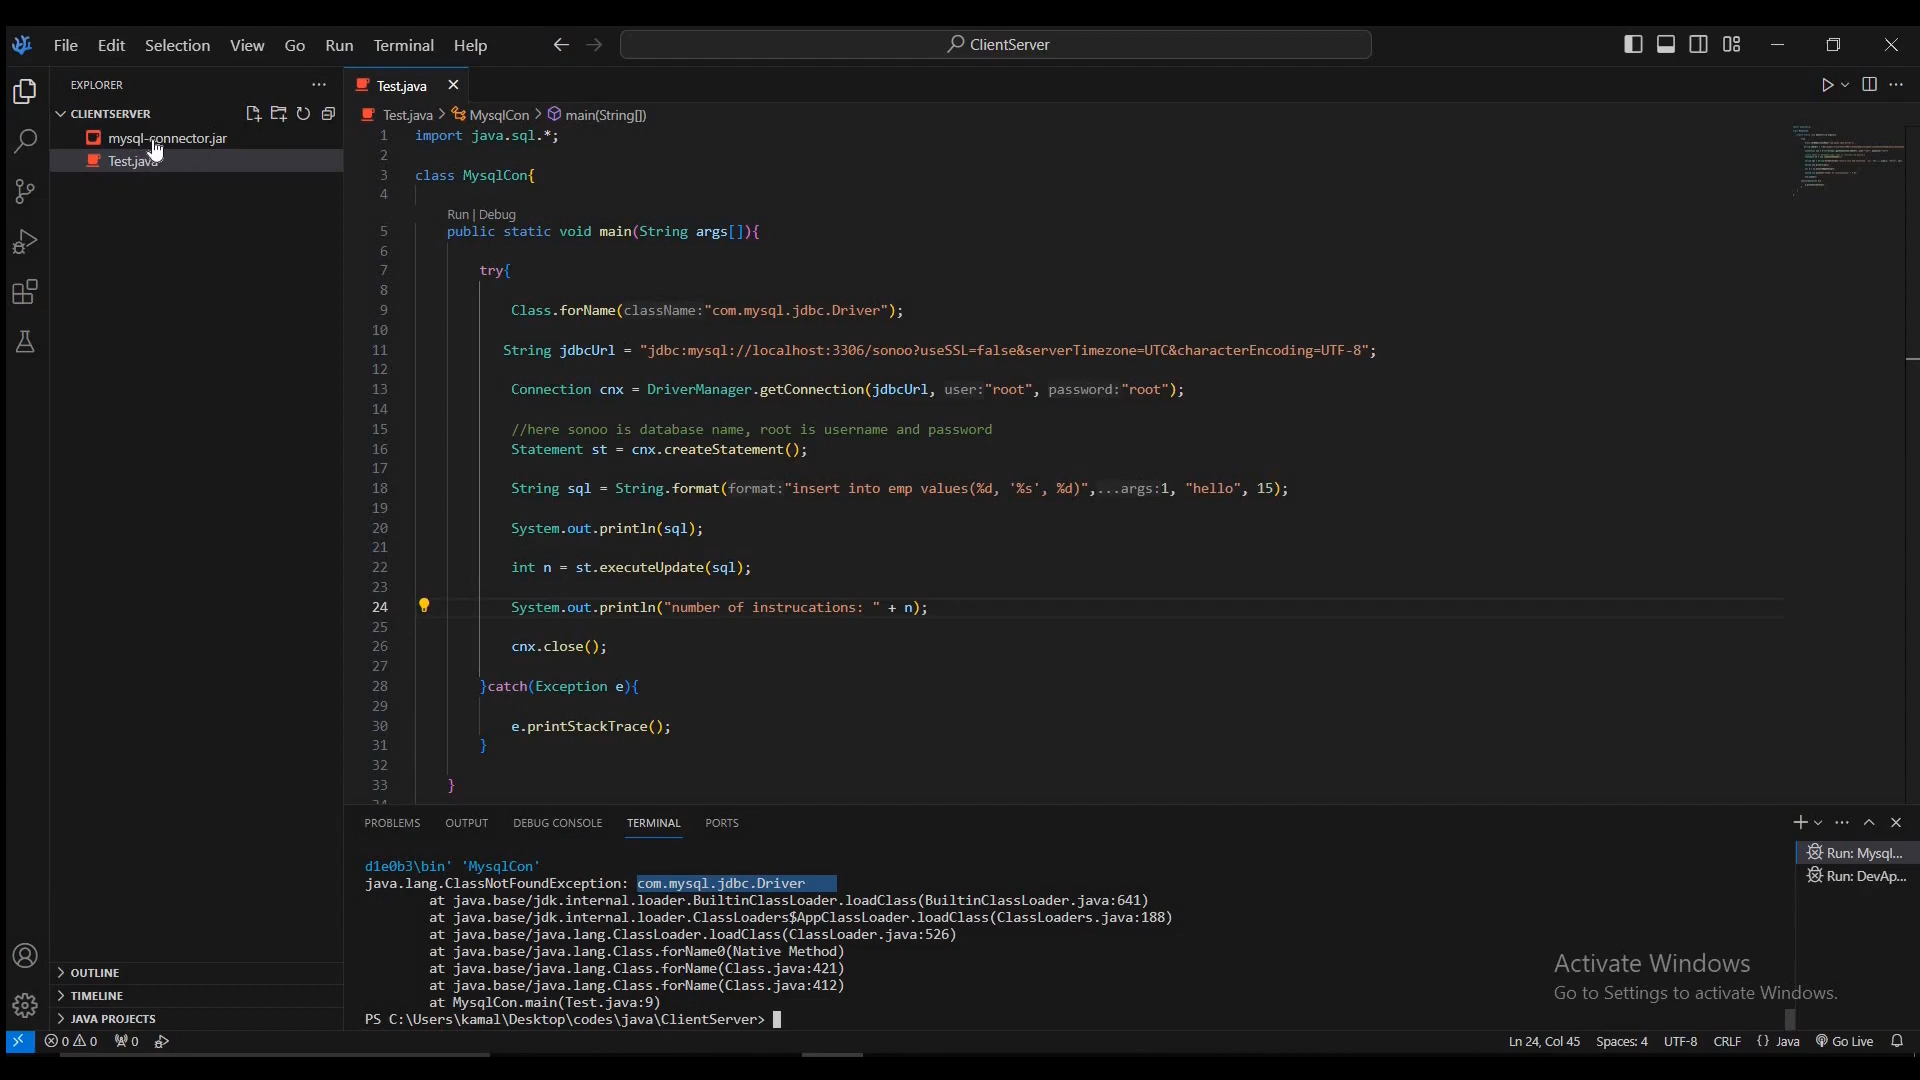 File Edit Selection View Go Run Terminal Help
ClientServer
EXPLORER
CLIENTSERVER
mysql-connector.jar
Test.java
OUTLINE
TIMELINE
JAVA PROJECTS
Test.java
Test.java > MysqlCon > main(String[])
1 import java.sql.*;
2
3 class MysqlCon{
4
Run | Debug
5 public static void main(String args[]){
6
7 try{
8
9 Class.forName(className:"com.mysql.jdbc.Driver");
10
11 String jdbcUrl = "jdbc:mysql://localhost:3306/sonoo?useSSL=false&serverTimezone=UTC&characterEncoding=UTF-8";
12
13 Connection cnx = DriverManager.getConnection(jdbcUrl, user:"root", password:"root");
14
15 //here sonoo is database name, root is username and password
16 Statement st = cnx.createStatement();
17
18 String sql = String.format(format:"insert into emp values(%d, '%s', %d)",...args:1, "hello", 15);
19
20 System.out.println(sql);
21
22 int n = st.executeUpdate(sql);
23
24 System.out.println("number of instrucations: " + n);
25
26 cnx.close();
27
28 }catch(Exception e){
29
30 e.printStackTrace();
31 }
32
33 }
34
PROBLEMS OUTPUT DEBUG CONSOLE TERMINAL PORTS
d1e0b3\bin' 'MysqlCon'
java.lang.ClassNotFoundException: com.mysql.jdbc.Driver
at java.base/jdk.internal.loader.BuiltinClassLoader.loadClass(BuiltinClassLoader.java:641)
at java.base/jdk.internal.loader.ClassLoaders$AppClassLoader.loadClass(ClassLoaders.java:188)
at java.base/java.lang.ClassLoader.loadClass(ClassLoader.java:526)
at java.base/java.lang.Class.forName0(Native Method)
at java.base/java.lang.Class.forName(Class.java:421)
at java.base/java.lang.Class.forName(Class.java:412)
at MysqlCon.main(Test.java:9)
PS C:\Users\kamal\Desktop\codes\java\ClientServer>
Run: Mysql...
Run: DevAp...
Activate Windows
Go to Settings to activate Windows.
0 0 0
Ln 24, Col 45 Spaces: 4 UTF-8 CRLF {} Java Go Live